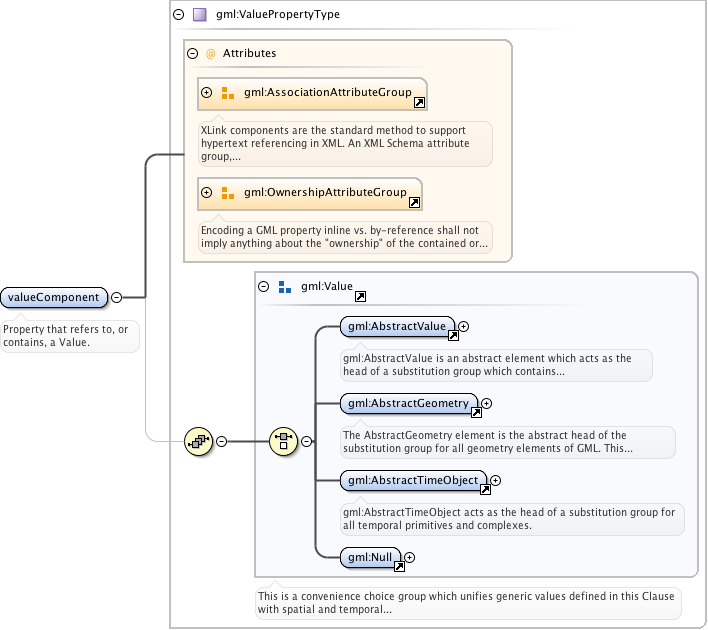 gml:ValuePropertyType
@ Attributes
gml:AssociationAttributeGroup
XLink components are the standard method to support
hypertext referencing in XML. An XML Schema attribute
group,...
gml:OwnershipAttributeGroup
Encoding a GML property inline vs. by-reference shall not
imply anything about the "ownership" of the contained or...
valueComponent
Property that refers to, or
contains, a Value.
gml:Value
gml:AbstractValue
gml:AbstractValue is an abstract element which acts as the
head of a substitution group which contains...
gml:AbstractGeometry
The AbstractGeometry element is the abstract head of the
substitution group for all geometry elements of GML. This...
gml:AbstractTimeObject
gml:AbstractTimeObject acts as the head of a substitution group for
all temporal primitives and complexes.
gml:Null
This is a convenience choice group which unifies generic values defined in this Clause
with spatial and temporal...